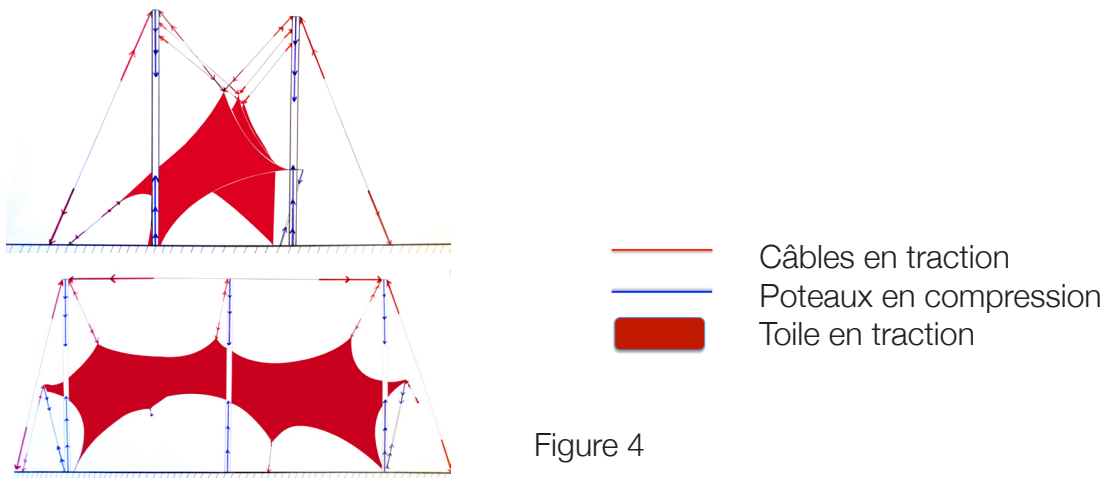 Câbles en traction
Poteaux en compression
Toile en traction
Figure 4